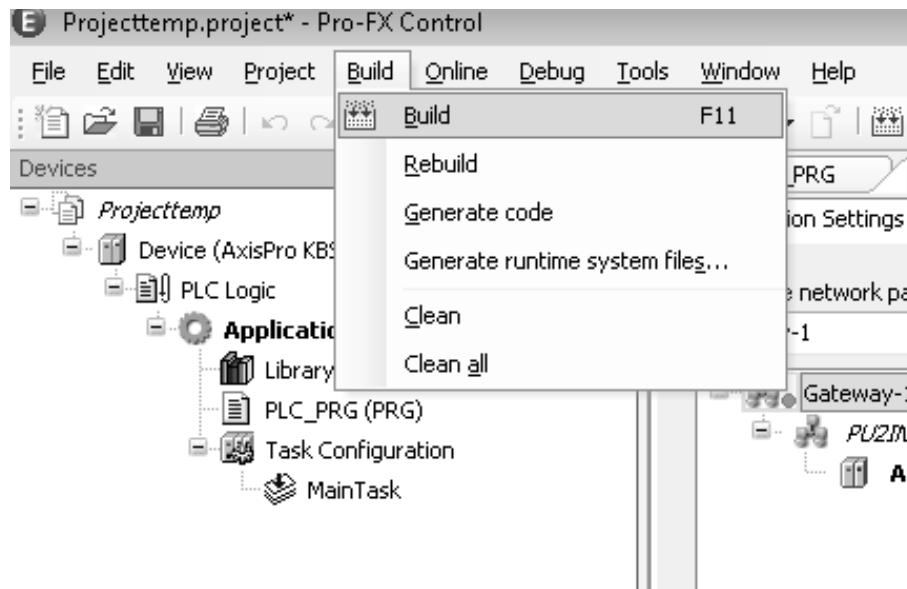 Projecttemp.project* - Pro-FX Control
File Edit View Project Build Online Debug Tools Window Help
Build F11
Devices
Rebuild
_PRG
Projecttemp
Generate code
ion Settings
Device (AxisPro KBS
Generate runtime system files...
PLC Logic
e network pa
Clean
Applicatio
-1
Library
Clean all
Gateway-1
PLC_PRG (PRG)
PU2IN
Task Configuration
A
MainTask